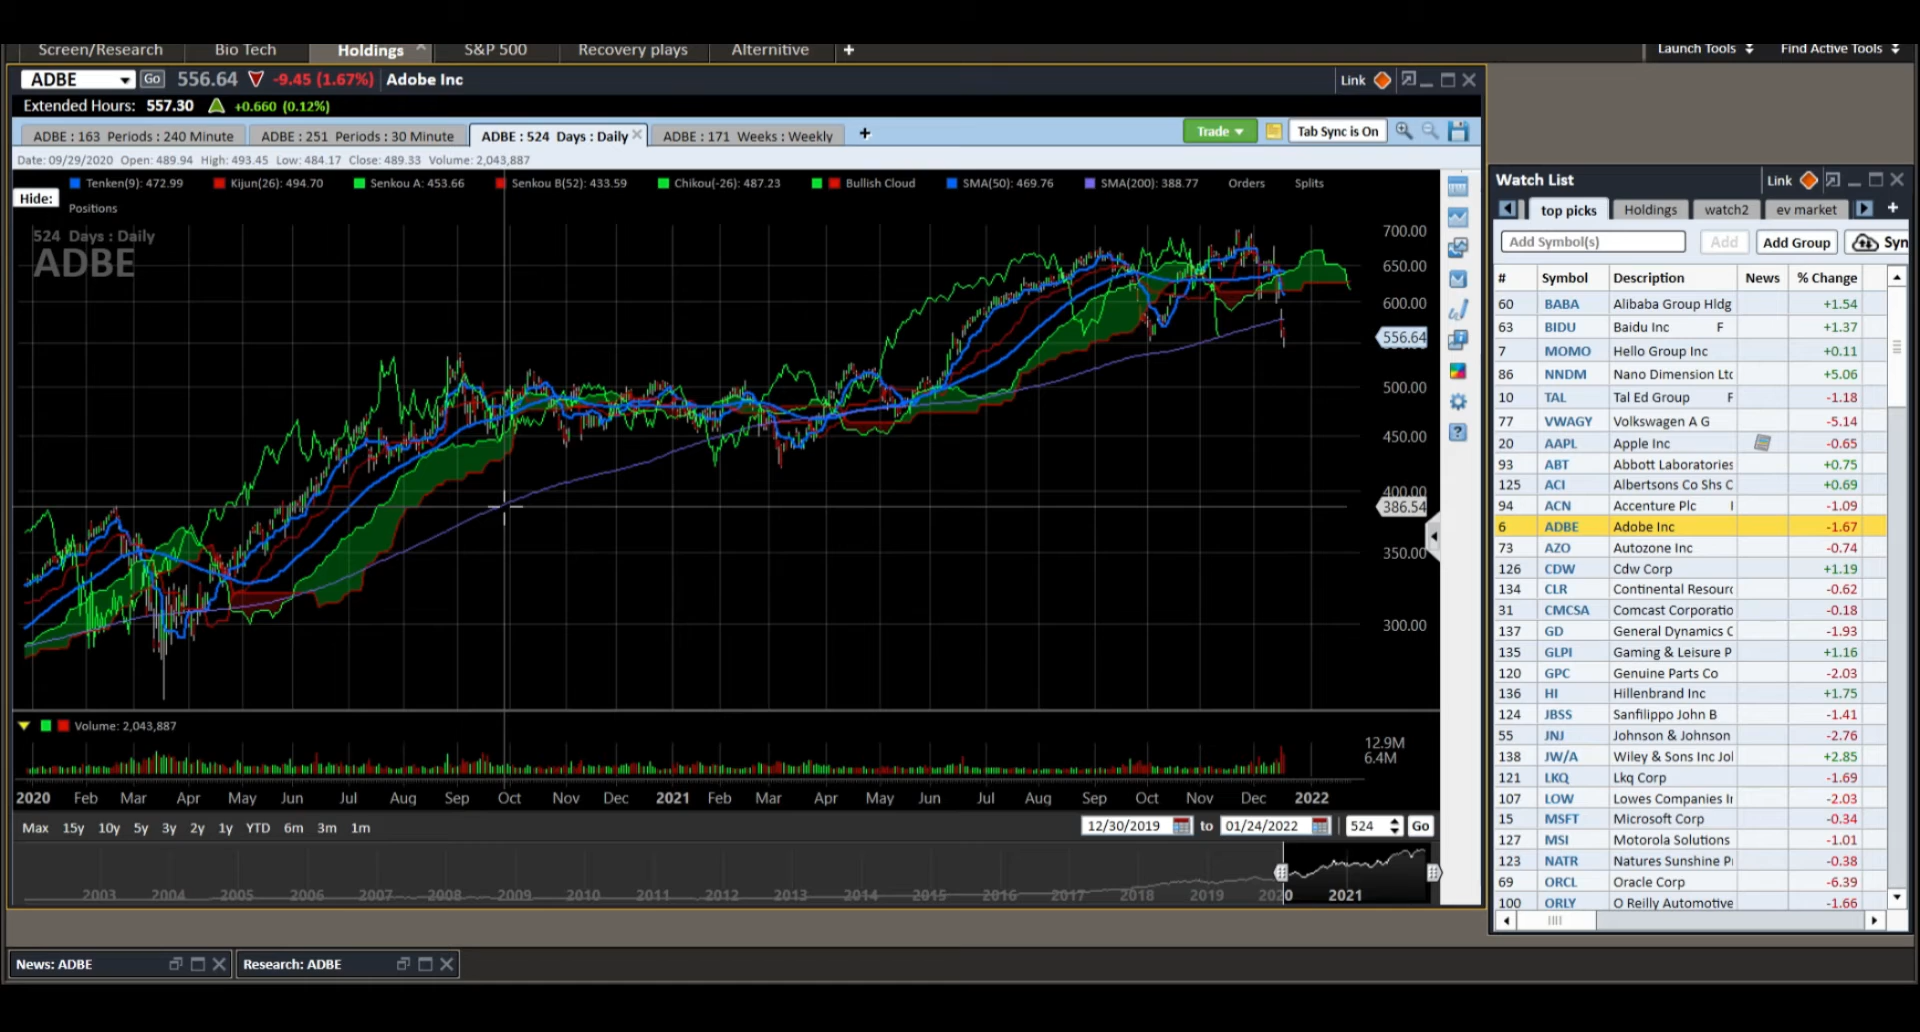 Screen/Research Bio Tech Holdings S&P 500 Recovery plays Alternitive + Launch Tools Find Active Tools
ADBE Go 556.64 -9.45 (1.67%) Adobe Inc Link
Extended Hours: 557.30 +0.660 (0.12%)
ADBE : 163 Periods : 240 Minute ADBE : 251 Periods : 30 Minute ADBE : 524 Days : Daily ADBE : 171 Weeks : Weekly + Trade Tab Sync is On
Date: 09/29/2020 Open: 489.94 High: 493.45 Low: 484.17 Close: 489.33 Volume: 2,043,887
Hide: Tenken(9): 472.99 Kijun(26): 494.70 Senkou A: 453.66 Senkou B(52): 433.59 Chikou(-26): 487.23 Bullish Cloud SMA(50): 469.76 SMA(200): 388.77 Orders Splits
Positions
524 Days : Daily
ADBE
700.00
650.00
600.00
556.64
500.00
450.00
400.00
386.54
350.00
300.00
Volume: 2,043,887
12.9M
6.4M
2020 Feb Mar Apr May Jun Jul Aug Sep Oct Nov Dec 2021 Feb Mar Apr May Jun Jul Aug Sep Oct Nov Dec 2022
Max 15y 10y 5y 3y 2y 1y YTD 6m 3m 1m 12/30/2019 to 01/24/2022 524 Go
2003 2004 2005 2006 2007 2008 2009 2010 2011 2012 2013 2014 2015 2016 2017 2018 2019 2020 2021
News: ADBE Research: ADBE
Watch List Link
top picks Holdings watch2 ev market +
Add Symbol(s) Add Add Group Syn
# Symbol Description News % Change
60 BABA Alibaba Group Hldg +1.54
63 BIDU Baidu Inc F +1.37
7 MOMO Hello Group Inc +0.11
86 NNDM Nano Dimension Ltd +5.06
10 TAL Tal Ed Group F -1.18
77 VWAGY Volkswagen A G -5.14
20 AAPL Apple Inc -0.65
93 ABT Abbott Laboratories +0.75
125 ACI Albertsons Co Shs C +0.69
94 ACN Accenture Plc -1.09
6 ADBE Adobe Inc -1.67
73 AZO Autozone Inc -0.74
126 CDW Cdw Corp +1.19
134 CLR Continental Resourc -0.62
31 CMCSA Comcast Corporatio -0.18
137 GD General Dynamics C -1.93
135 GLPI Gaming & Leisure P +1.16
120 GPC Genuine Parts Co -2.03
136 HI Hillenbrand Inc +1.75
124 JBSS Sanfilippo John B -1.41
55 JNJ Johnson & Johnson -2.76
138 JW/A Wiley & Sons Inc Jol +2.85
121 LKQ Lkq Corp -1.69
107 LOW Lowes Companies In -2.03
15 MSFT Microsoft Corp -0.34
127 MSI Motorola Solutions -1.01
123 NATR Natures Sunshine P -0.38
69 ORCL Oracle Corp -6.39
100 ORLY O Reilly Automotive -1.66